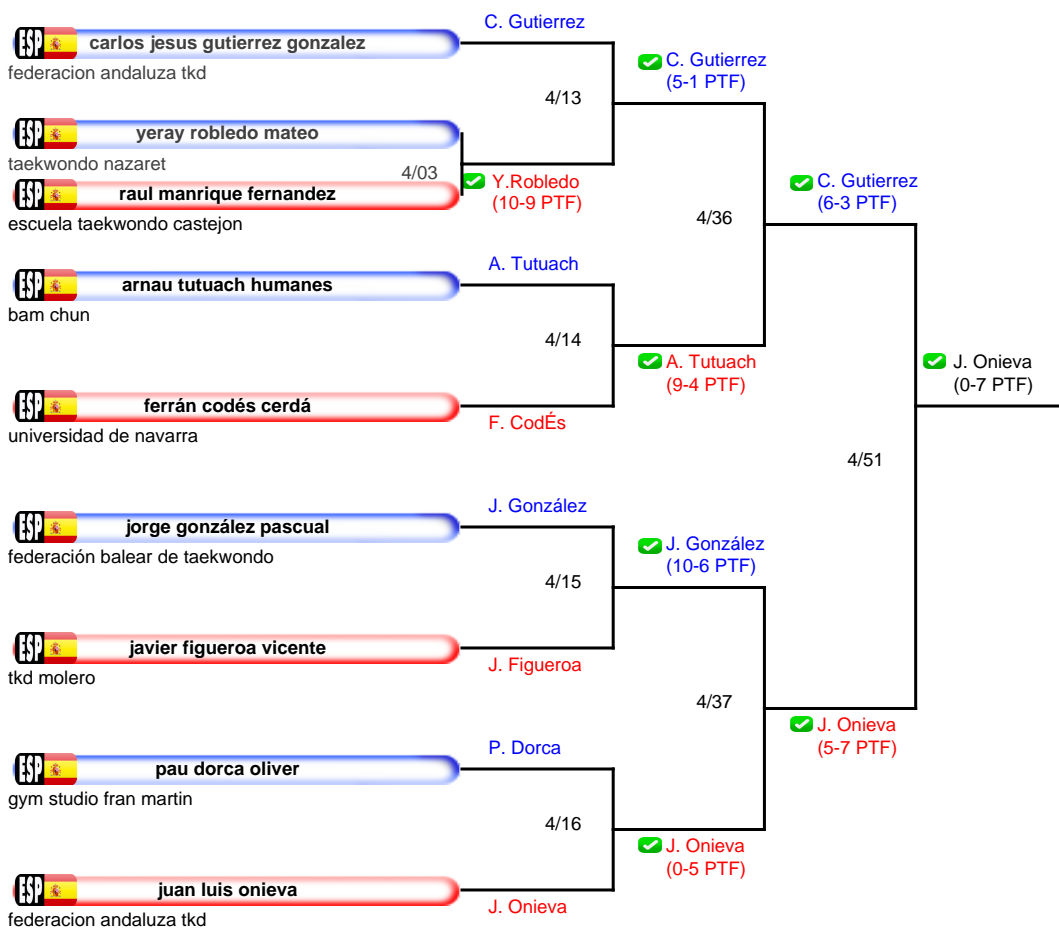 C. Gutierrez
ESP carlos jesus gutierrez gonzalez
federacion andaluza tkd
C. Gutierrez
(5-1 PTF)
4/13
ESP yeray robledo mateo
taekwondo nazaret
4/03
Y.Robledo
(10-9 PTF)
ESP raul manrique fernandez
escuela taekwondo castejon
C. Gutierrez
(6-3 PTF)
4/36
A. Tutuach
ESP arnau tutuach humanes
bam chun
4/14
A. Tutuach
(9-4 PTF)
J. Onieva
(0-7 PTF)
ESP ferrán codés cerdá
F. CodÉs
universidad de navarra
4/51
J. González
ESP jorge gonzález pascual
federación balear de taekwondo
J. González
(10-6 PTF)
4/15
ESP javier figueroa vicente
J. Figueroa
tkd molero
4/37
J. Onieva
(5-7 PTF)
P. Dorca
ESP pau dorca oliver
gym studio fran martin
4/16
J. Onieva
(0-5 PTF)
ESP juan luis onieva
J. Onieva
federacion andaluza tkd